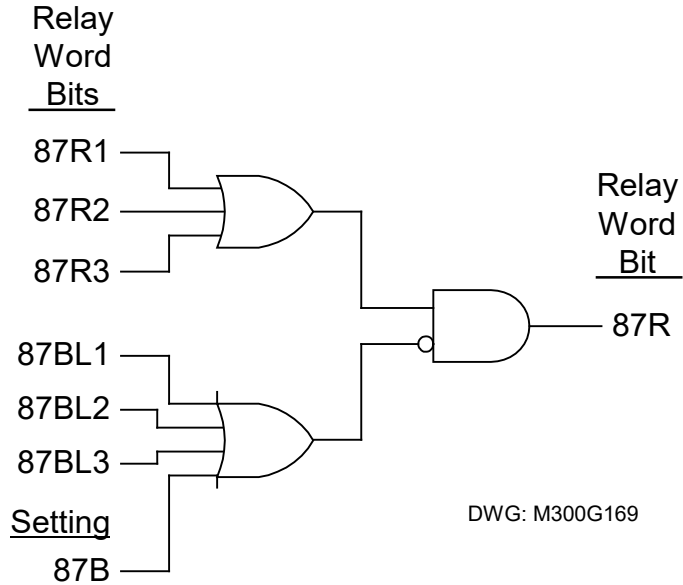 Relay
Word
Bits
87R1
87R2
87R3
87BL1
87BL2
87BL3
Setting
87B
Relay
Word
Bit
87R
DWG: M300G169